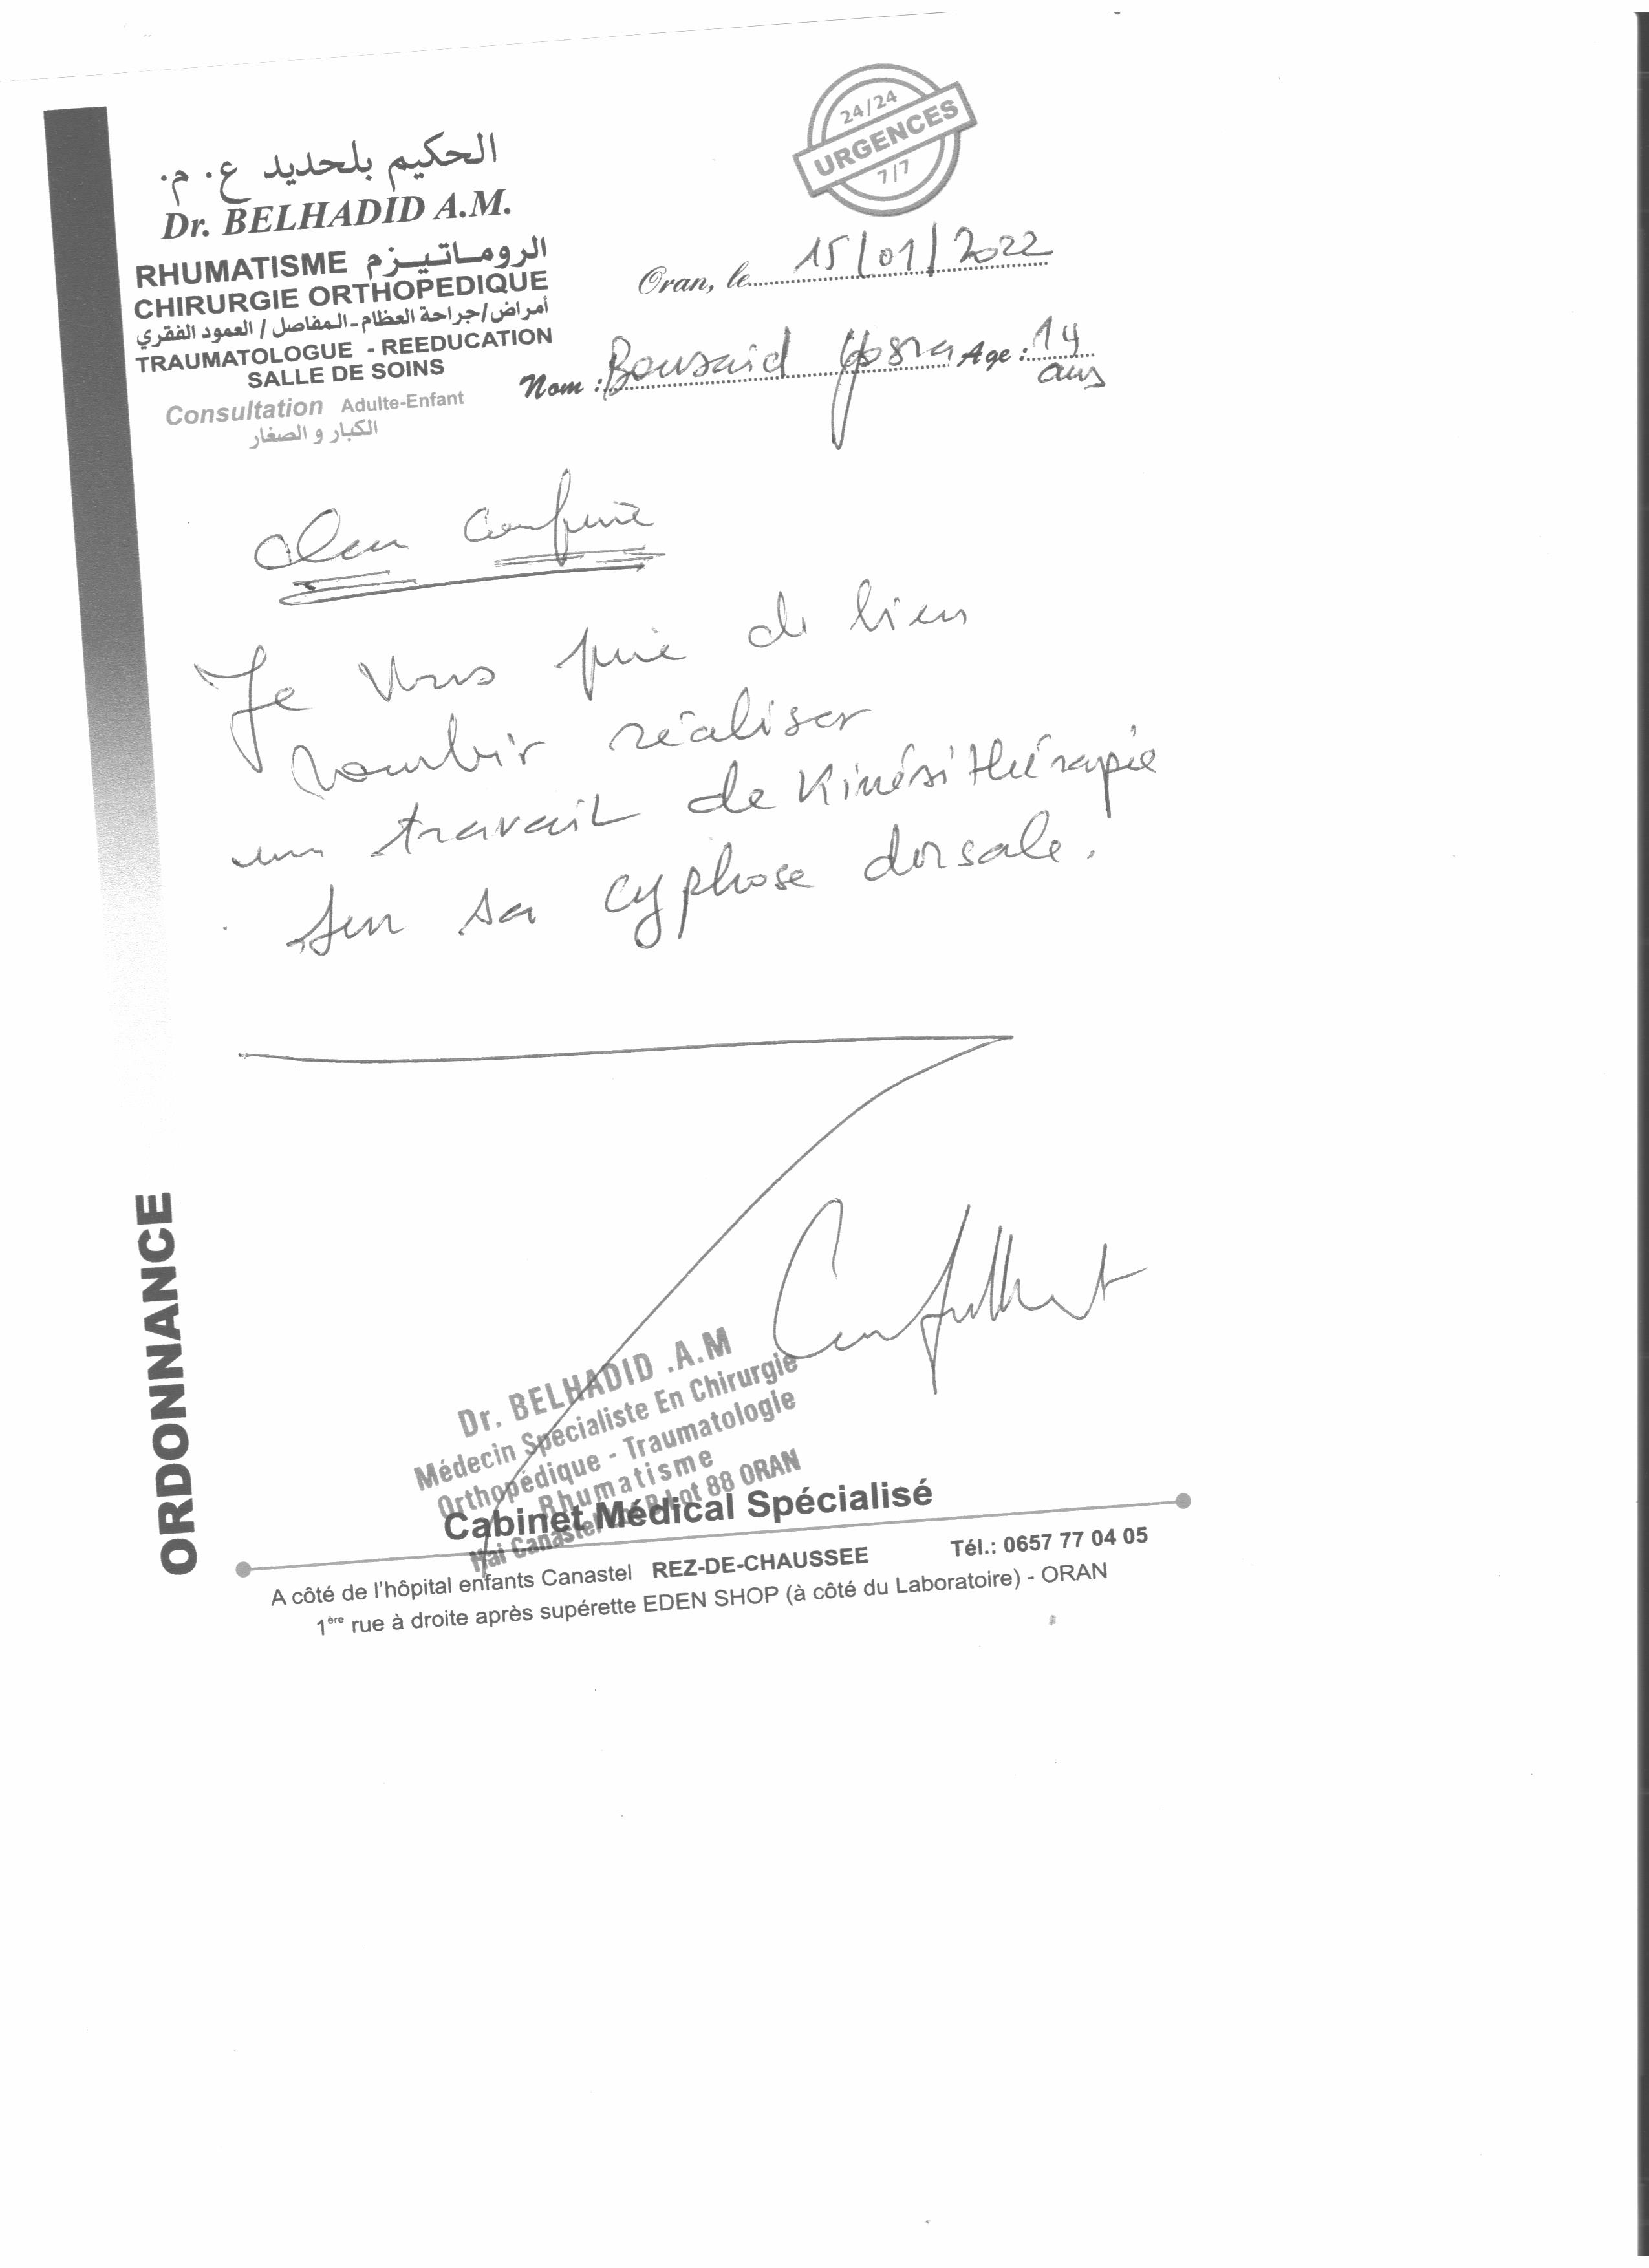 الحكيم بلحديد ع. م.
Dr. BELHADID A.M.
RHUMATISME الروماتيزم
CHIRURGIE ORTHOPEDIQUE
أمراض/جراحة العظام-المفاصل / العمود الفقري
TRAUMATOLOGUE - REEDUCATION
SALLE DE SOINS
Consultation Adulte-Enfant
الكبار و الصغار
24/24
URGENCES
7/7
Oran, le 15/01/2022
Nom : Bousaid Yosra Age : 14 ans
Cher Confrère
Je vous prie de bien
vouloir réaliser
un travail de Kinésithérapie
sur sa cyphose dorsale.
ORDONNANCE
Dr. BELHADID .A.M
Médecin Spécialiste En Chirurgie
Orthopédique - Traumatologie
Rhumatisme
Hai Canastel Lot 88 ORAN
Cabinet Médical Spécialisé
A côté de l'hôpital enfants Canastel REZ-DE-CHAUSSEE Tél.: 0657 77 04 05
1ère rue à droite après supérette EDEN SHOP (à côté du Laboratoire) - ORAN